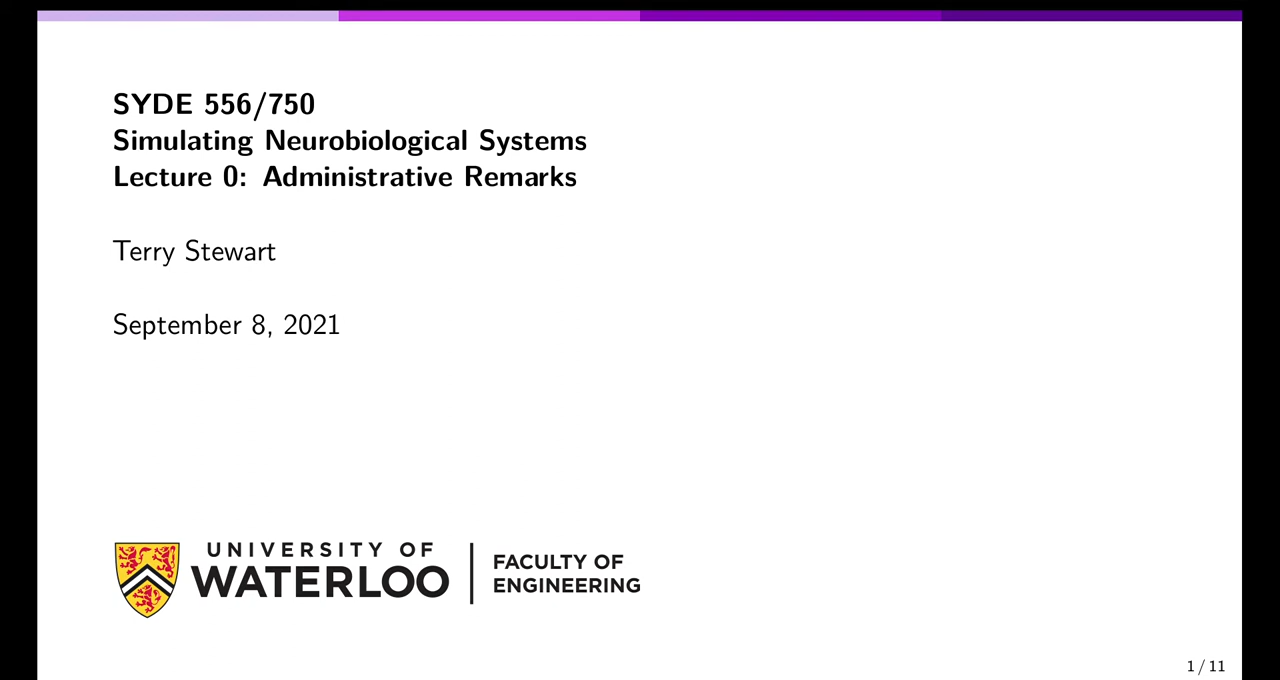 SYDE 556/750
Simulating Neurobiological Systems
Lecture 0: Administrative Remarks
Terry Stewart
September 8, 2021
UNIVERSITY OF
WATERLOO
FACULTY OF
ENGINEERING
1 / 11